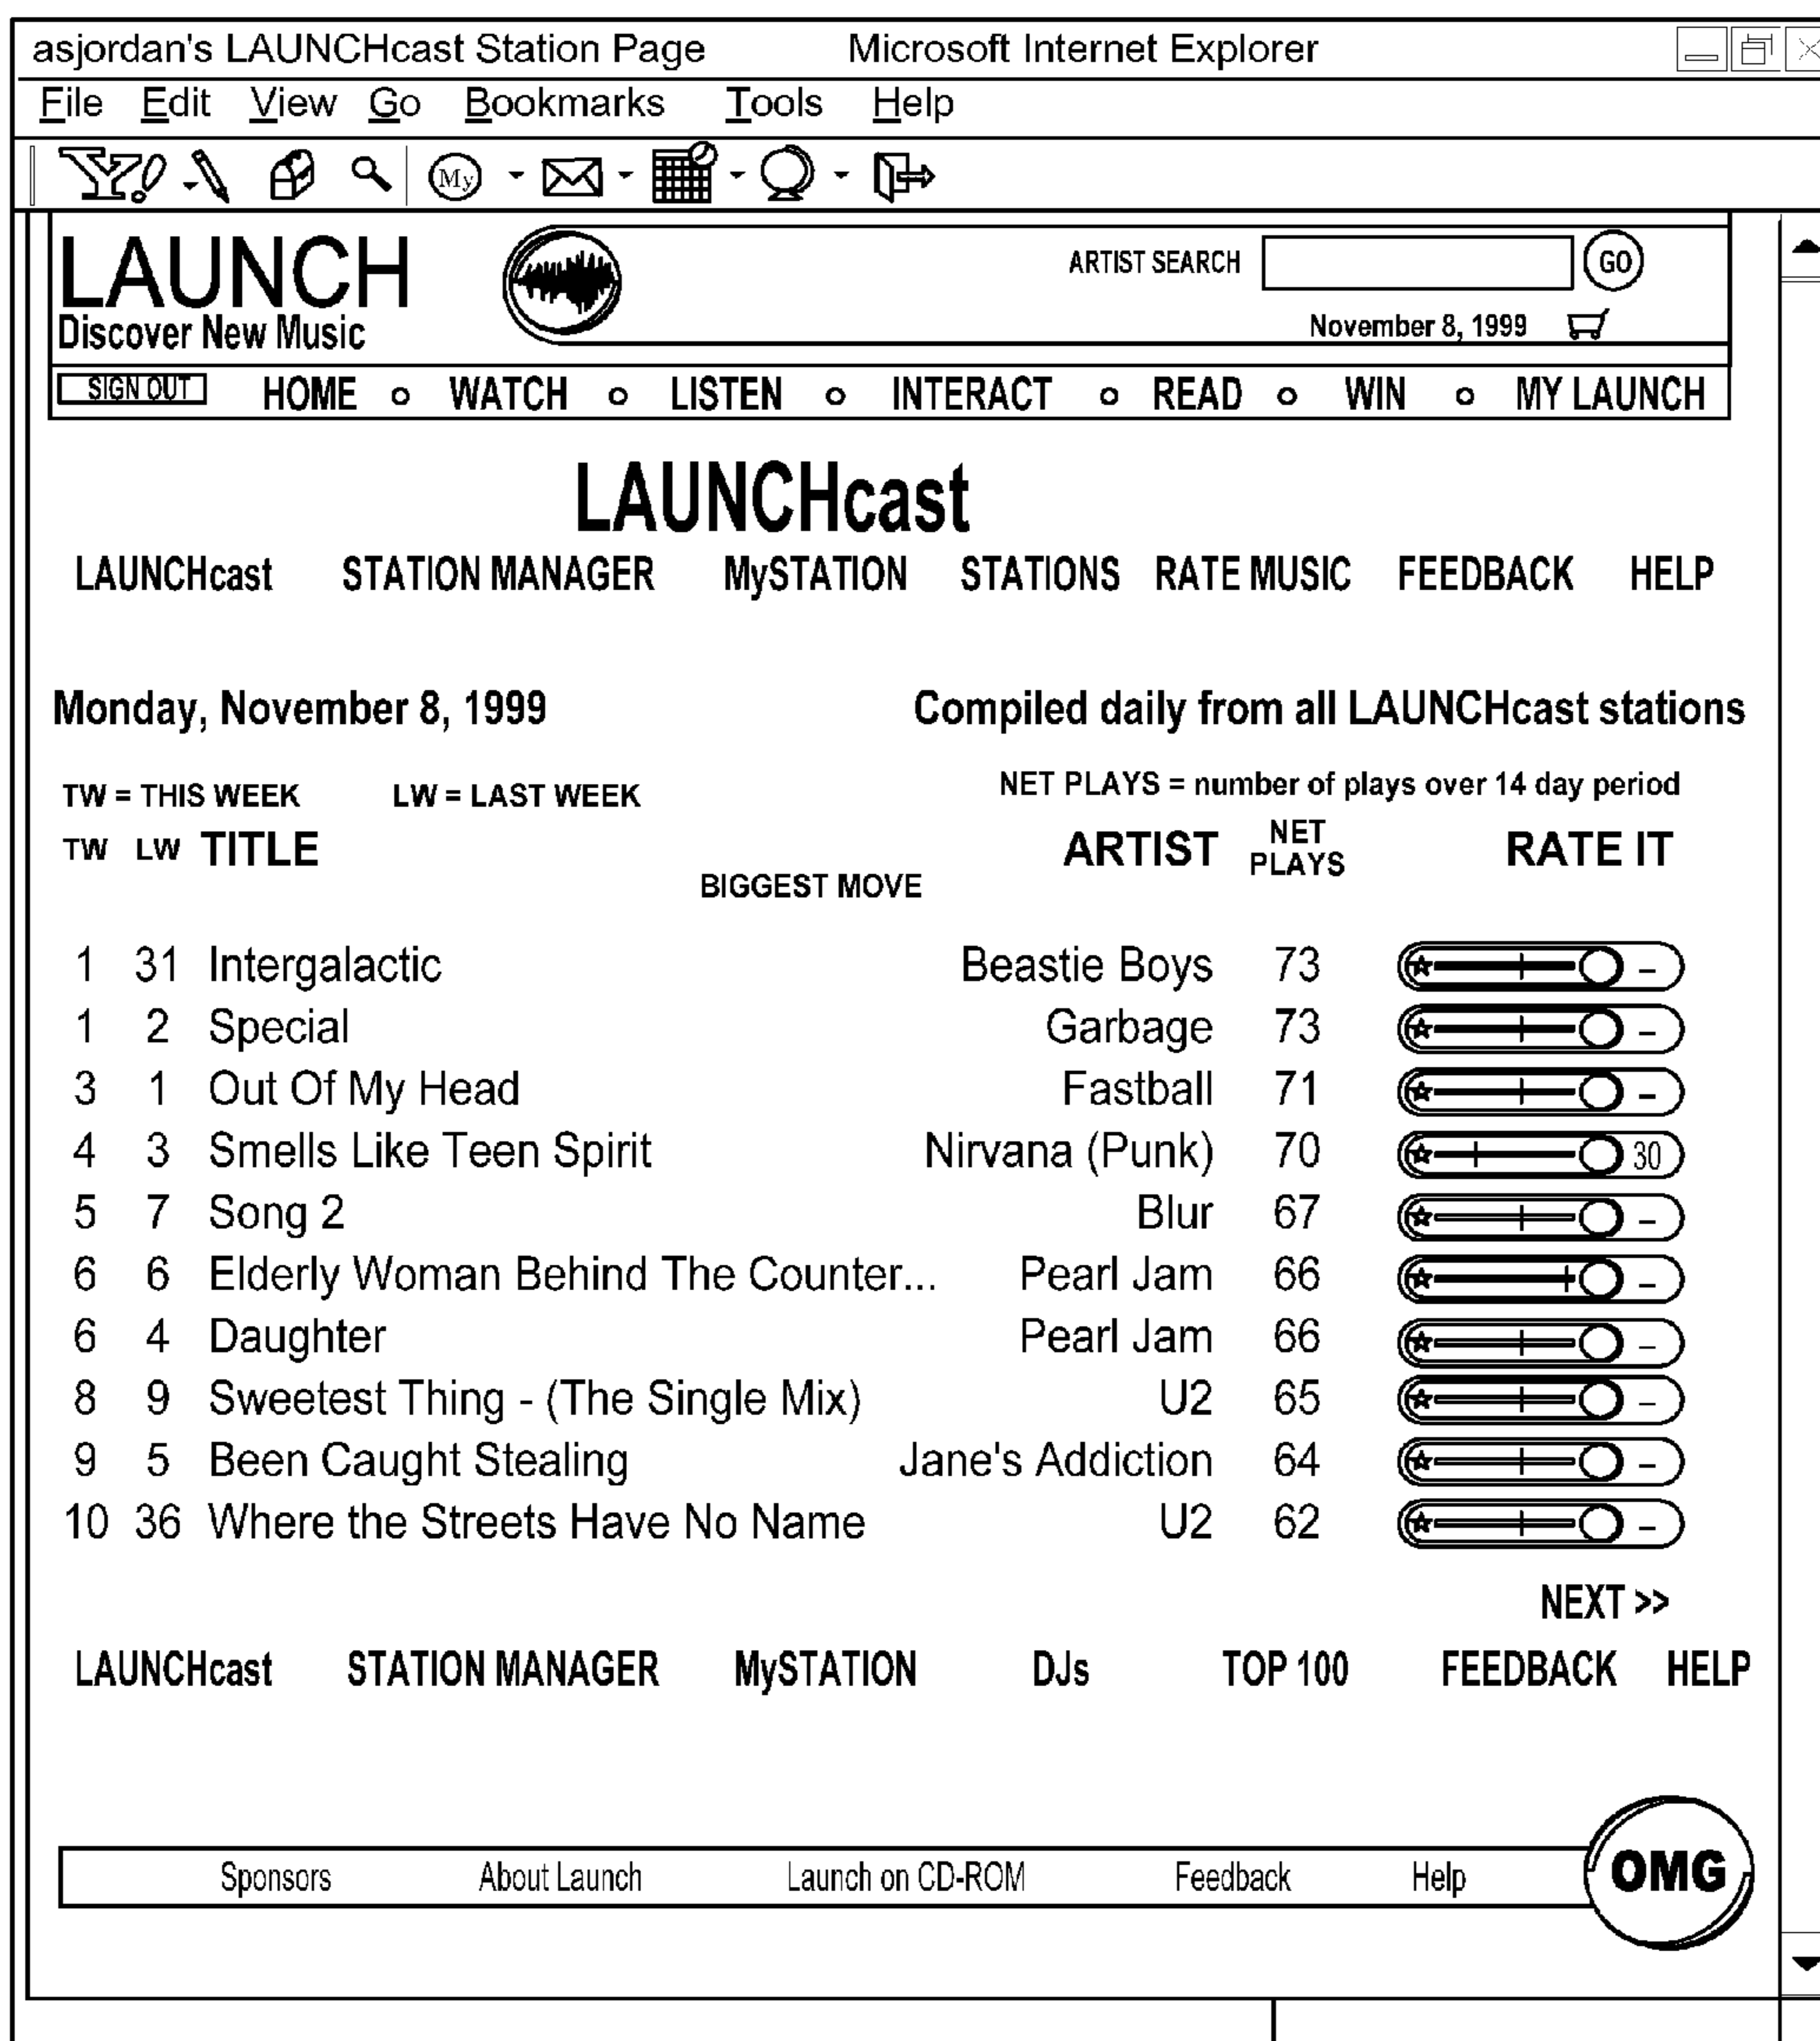 asjordan's LAUNCHcast Station Page Microsoft Internet Explorer
File Edit View Go Bookmarks Tools Help
Y! My
LAUNCH
Discover New Music
ARTIST SEARCH GO
November 8, 1999
SIGN OUT HOME o WATCH o LISTEN o INTERACT o READ o WIN o MY LAUNCH
LAUNCHcast
LAUNCHcast STATION MANAGER MySTATION STATIONS RATE MUSIC FEEDBACK HELP
Monday, November 8, 1999 Compiled daily from all LAUNCHcast stations
TW = THIS WEEK LW = LAST WEEK NET PLAYS = number of plays over 14 day period
TW LW TITLE ARTIST NET PLAYS RATE IT
BIGGEST MOVE
1 31 Intergalactic Beastie Boys 73 -
1 2 Special Garbage 73 -
3 1 Out Of My Head Fastball 71 -
4 3 Smells Like Teen Spirit Nirvana (Punk) 70 30
5 7 Song 2 Blur 67 -
6 6 Elderly Woman Behind The Counter... Pearl Jam 66 -
6 4 Daughter Pearl Jam 66 -
8 9 Sweetest Thing - (The Single Mix) U2 65 -
9 5 Been Caught Stealing Jane's Addiction 64 -
10 36 Where the Streets Have No Name U2 62 -
NEXT >>
LAUNCHcast STATION MANAGER MySTATION DJs TOP 100 FEEDBACK HELP
Sponsors About Launch Launch on CD-ROM Feedback Help OMG